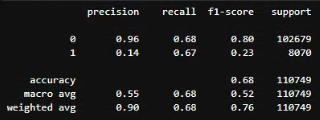 precision recall f1-score support
0 0.96 0.68 0.80 102679
1 0.14 0.67 0.23 8070
accuracy 0.68 110749
macro avg 0.55 0.68 0.52 110749
weighted avg 0.90 0.68 0.76 110749